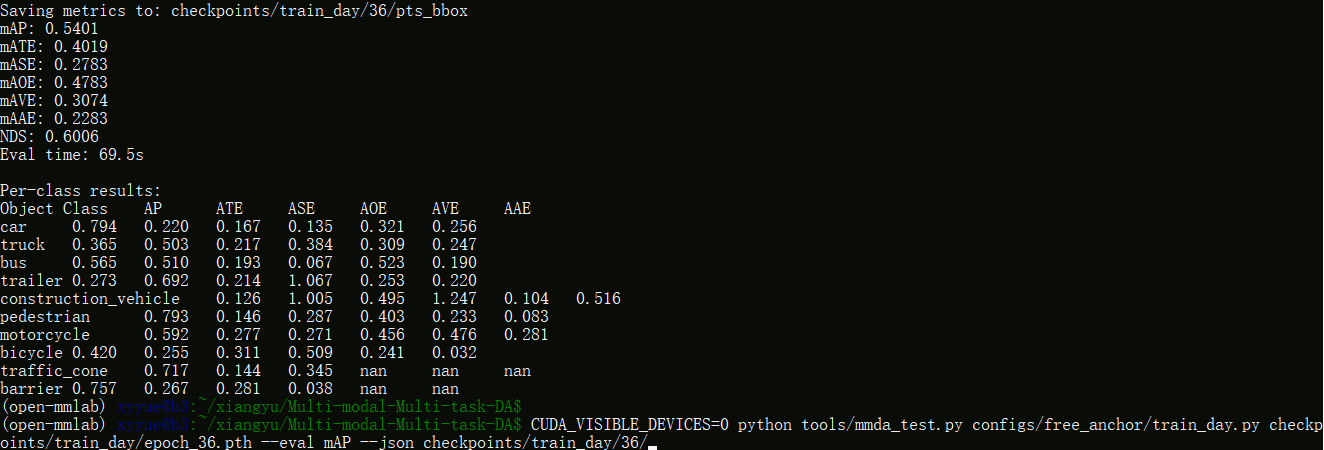 Saving metrics to: checkpoints/train_day/36/pts_bbox
mAP: 0.5401
mATE: 0.4019
mASE: 0.2783
mAOE: 0.4783
mAVE: 0.3074
mAAE: 0.2283
NDS: 0.6006
Eval time: 69.5s
Per-class results:
Object Class AP ATE ASE AOE AVE AAE
car 0.794 0.220 0.167 0.135 0.321 0.256
truck 0.365 0.503 0.217 0.384 0.309 0.247
bus 0.565 0.510 0.193 0.067 0.523 0.190
trailer 0.273 0.692 0.214 1.067 0.253 0.220
construction_vehicle 0.126 1.005 0.495 1.247 0.104 0.516
pedestrian 0.793 0.146 0.287 0.403 0.233 0.083
motorcycle 0.592 0.277 0.271 0.456 0.476 0.281
bicycle 0.420 0.255 0.311 0.509 0.241 0.032
traffic_cone 0.717 0.144 0.345 nan nan nan
barrier 0.757 0.267 0.281 0.038 nan nan
(open-mmlab) xyyue@b3:~/xiangyu/Multi-modal-Multi-task-DA$
(open-mmlab) xyyue@b3:~/xiangyu/Multi-modal-Multi-task-DA$ CUDA_VISIBLE_DEVICES=0 python tools/mmda_test.py configs/free_anchor/train_day.py checkp
oints/train_day/epoch_36.pth --eval mAP --json checkpoints/train_day/36/